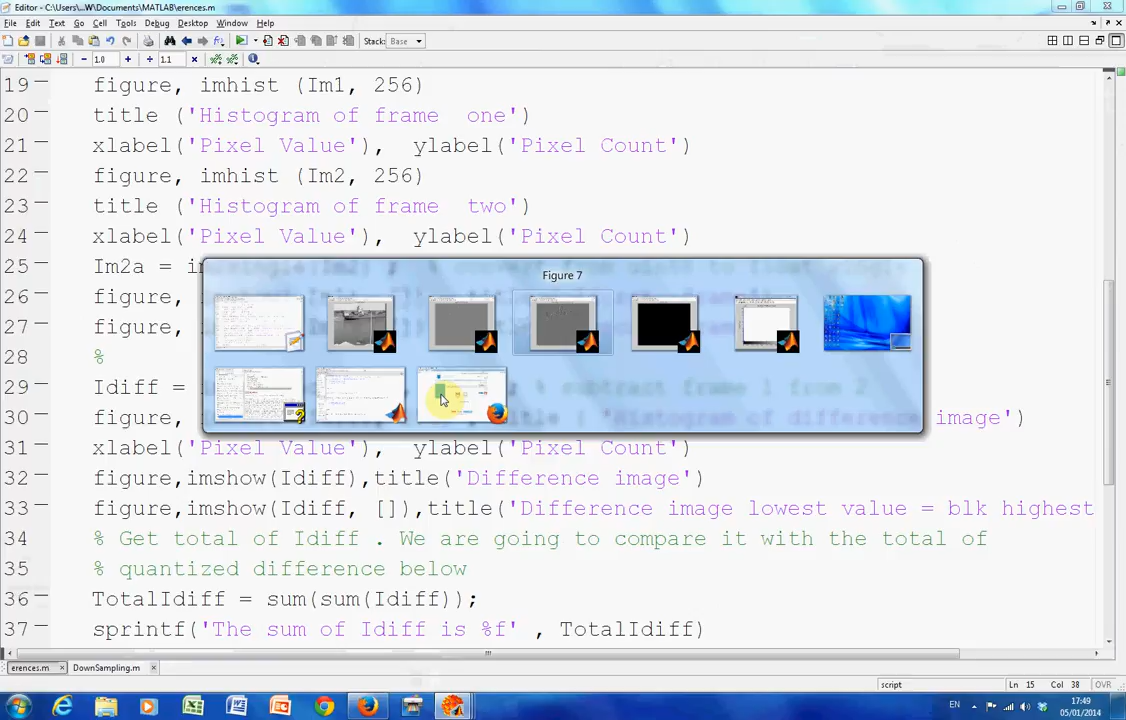 Editor - C:\...W\Documents\MATLAB\erences.m
File Edit Text Go Cell Tools Debug Desktop Window Help
Stack: Base
1.0 1.1
19 figure, imhist (Im1, 256)
20 title ('Histogram of frame one')
21 xlabel('Pixel Value'), ylabel('Pixel Count')
22 figure, imhist (Im2, 256)
23 title ('Histogram of frame two')
24 xlabel('Pixel Value'), ylabel('Pixel Count')
25 Im2a = im
26 figure,
27 figure,
28 %
29 Idiff =
30 figure, image')
31 xlabel('Pixel Value'), ylabel('Pixel Count')
32 figure,imshow(Idiff),title('Difference image')
33 figure,imshow(Idiff, []),title('Difference image lowest value = blk highest
34 % Get total of Idiff . We are going to compare it with the total of
35 % quantized difference below
36 TotalIdiff = sum(sum(Idiff));
37 sprintf('The sum of Idiff is %f' , TotalIdiff)
Figure 7
erences.m DownSampling.m
script Ln 15 Col 38 OVR
EN 17:49
05/01/2014